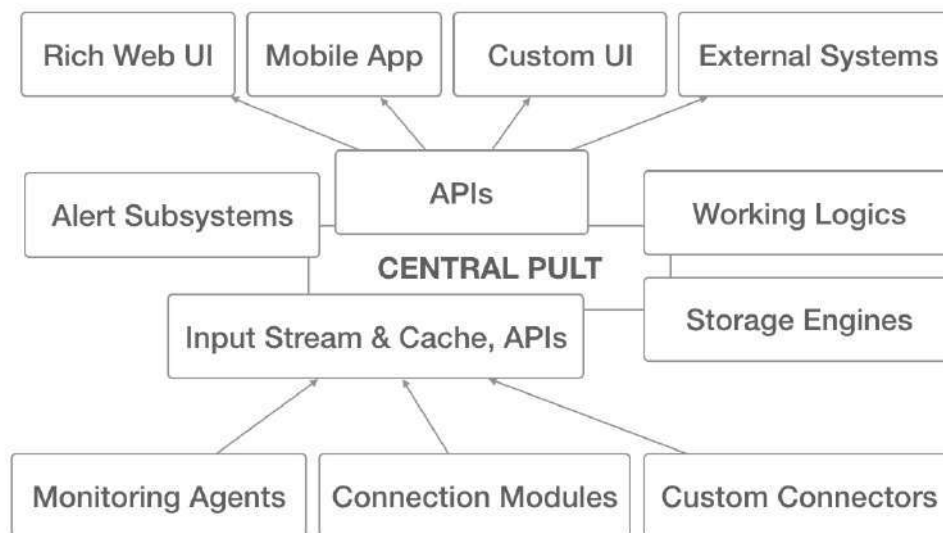 Rich Web UI
Mobile App
Custom UI
External Systems
APIs
Alert Subsystems
Working Logics
CENTRAL PULT
Storage Engines
Input Stream & Cache, APIs
Monitoring Agents
Connection Modules
Custom Connectors